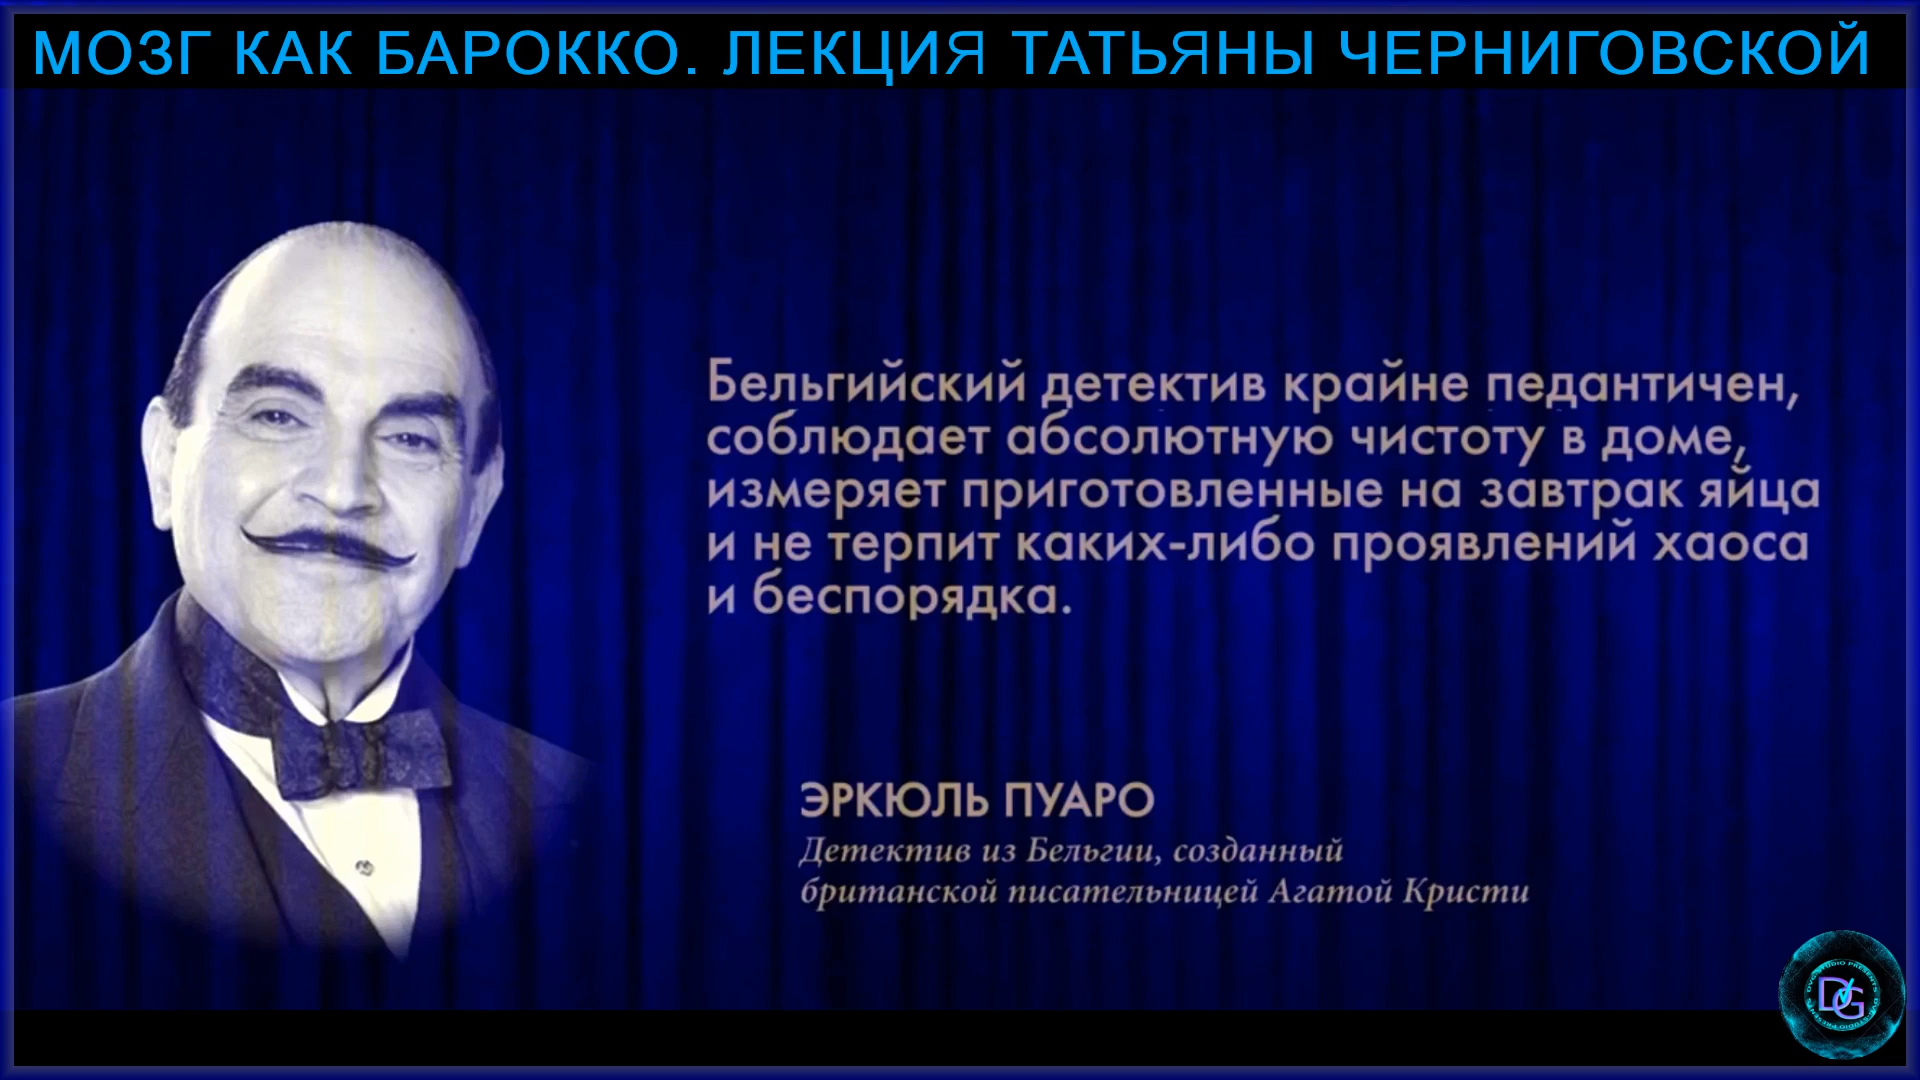 МОЗГ КАК БАРОККО. ЛЕКЦИЯ ТАТЬЯНЫ ЧЕРНИГОВСКОЙ
Бельгийский детектив крайне педантичен,
соблюдает абсолютную чистоту в доме,
измеряет приготовленные на завтрак яйца
и не терпит каких-либо проявлений хаоса
и беспорядка.
ЭРКЮЛЬ ПУАРО
Детектив из Бельгии, созданный
британской писательницей Агатой Кристи